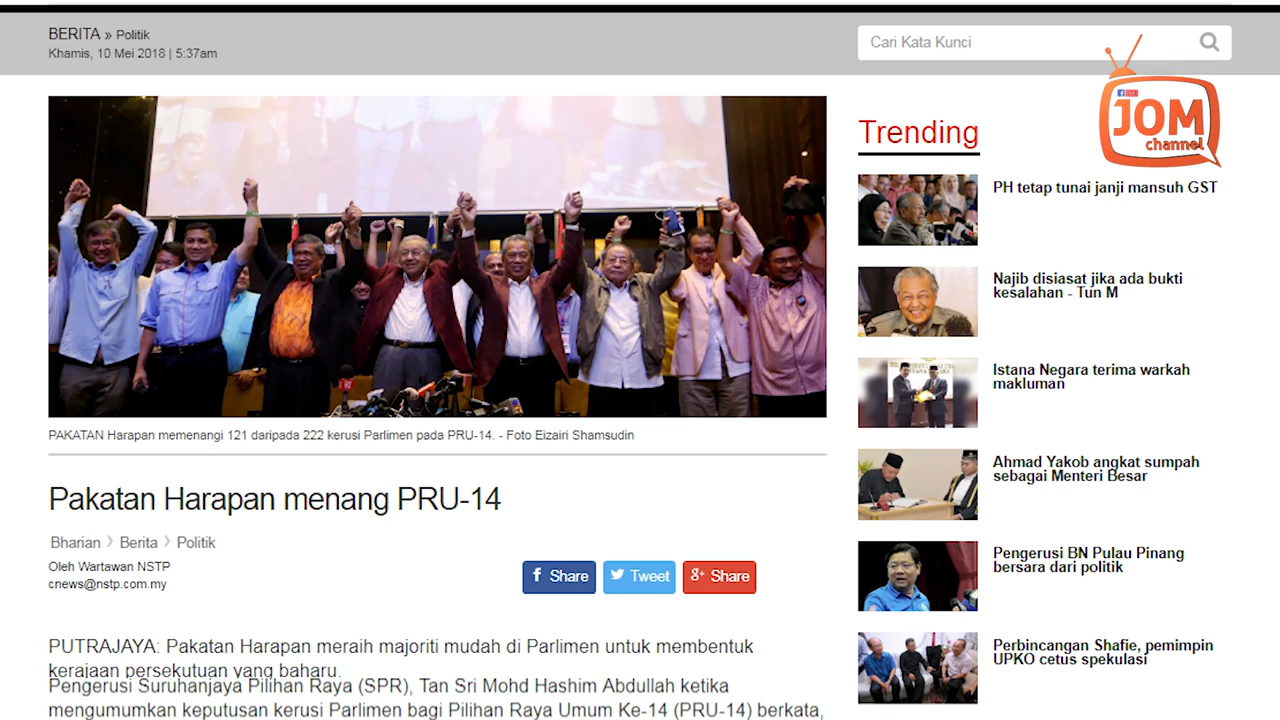 BERITA » Politik
Khamis, 10 Mei 2018 | 5:37am
Cari Kata Kunci
JOM
channel
PAKATAN Harapan memenangi 121 daripada 222 kerusi Parlimen pada PRU-14. - Foto Eizairi Shamsudin
Pakatan Harapan menang PRU-14
Bharian > Berita > Politik
Oleh Wartawan NSTP
cnews@nstp.com.my
f Share
Tweet
g+ Share
PUTRAJAYA: Pakatan Harapan meraih majoriti mudah di Parlimen untuk membentuk
kerajaan persekutuan yang baharu.
Pengerusi Suruhanjaya Pilihan Raya (SPR), Tan Sri Mohd Hashim Abdullah ketika
mengumumkan keputusan kerusi Parlimen bagi Pilihan Raya Umum Ke-14 (PRU-14) berkata,
Trending
PH tetap tunai janji mansuh GST
Najib disiasat jika ada bukti
kesalahan - Tun M
Istana Negara terima warkah
makluman
Ahmad Yakob angkat sumpah
sebagai Menteri Besar
Pengerusi BN Pulau Pinang
bersara dari politik
Perbincangan Shafie, pemimpin
UPKO cetus spekulasi